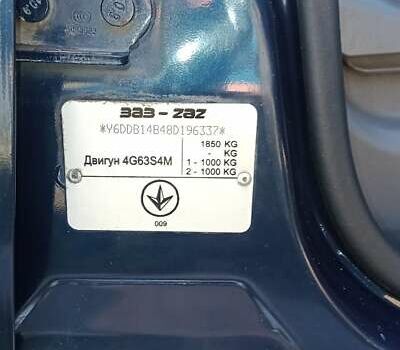 ЗАЗ - ZAZ
*Y6DDB14B48D196337*
1850 KG
- KG
Двигун 4G63S4M
1 - 1000 KG
2 - 1000 KG
009